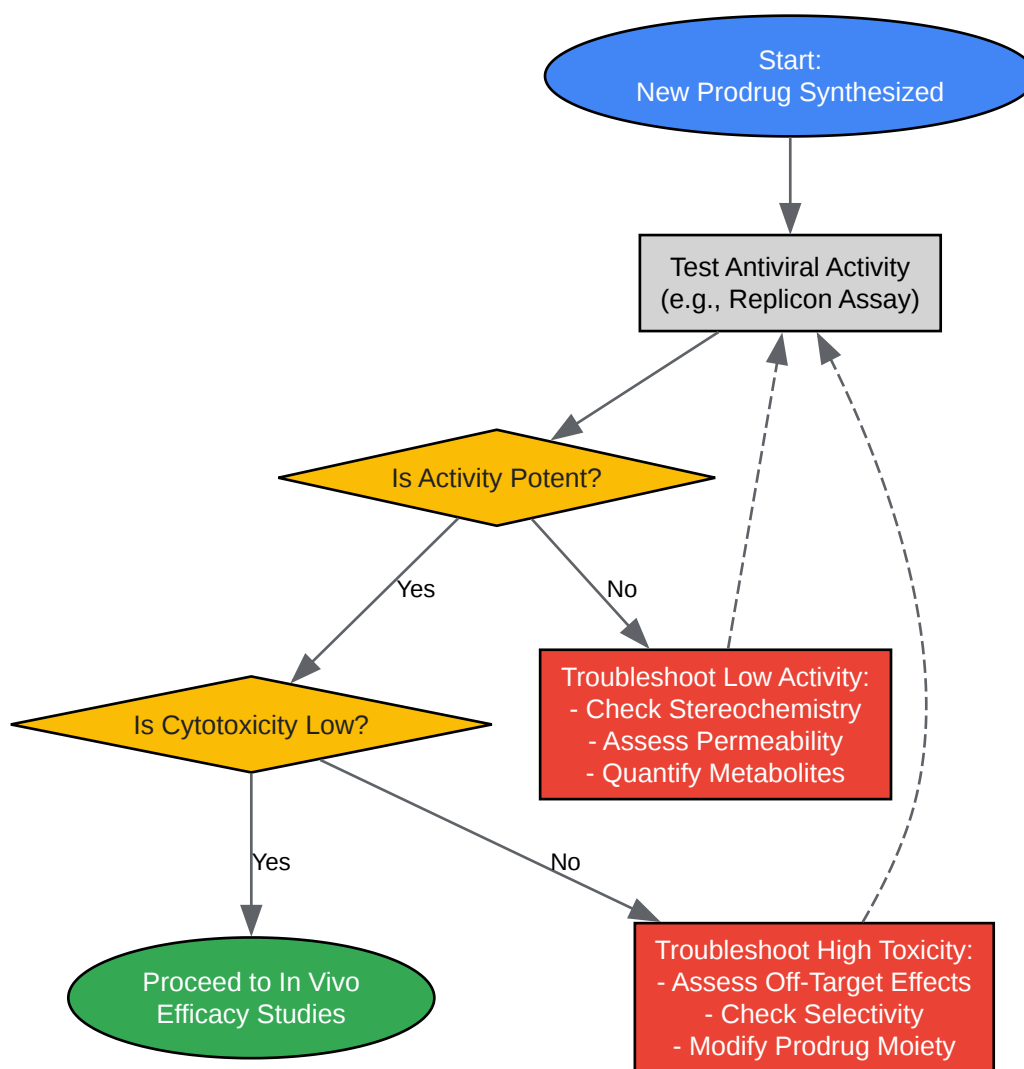 Start:
New Prodrug Synthesized
Test Antiviral Activity
(e.g., Replicon Assay)
Is Activity Potent?
Yes
No
Troubleshoot Low Activity:
- Check Stereochemistry
- Assess Permeability
- Quantify Metabolites
Is Cytotoxicity Low?
Yes
No
Proceed to In Vivo
Efficacy Studies
Troubleshoot High Toxicity:
- Assess Off-Target Effects
- Check Selectivity
- Modify Prodrug Moiety